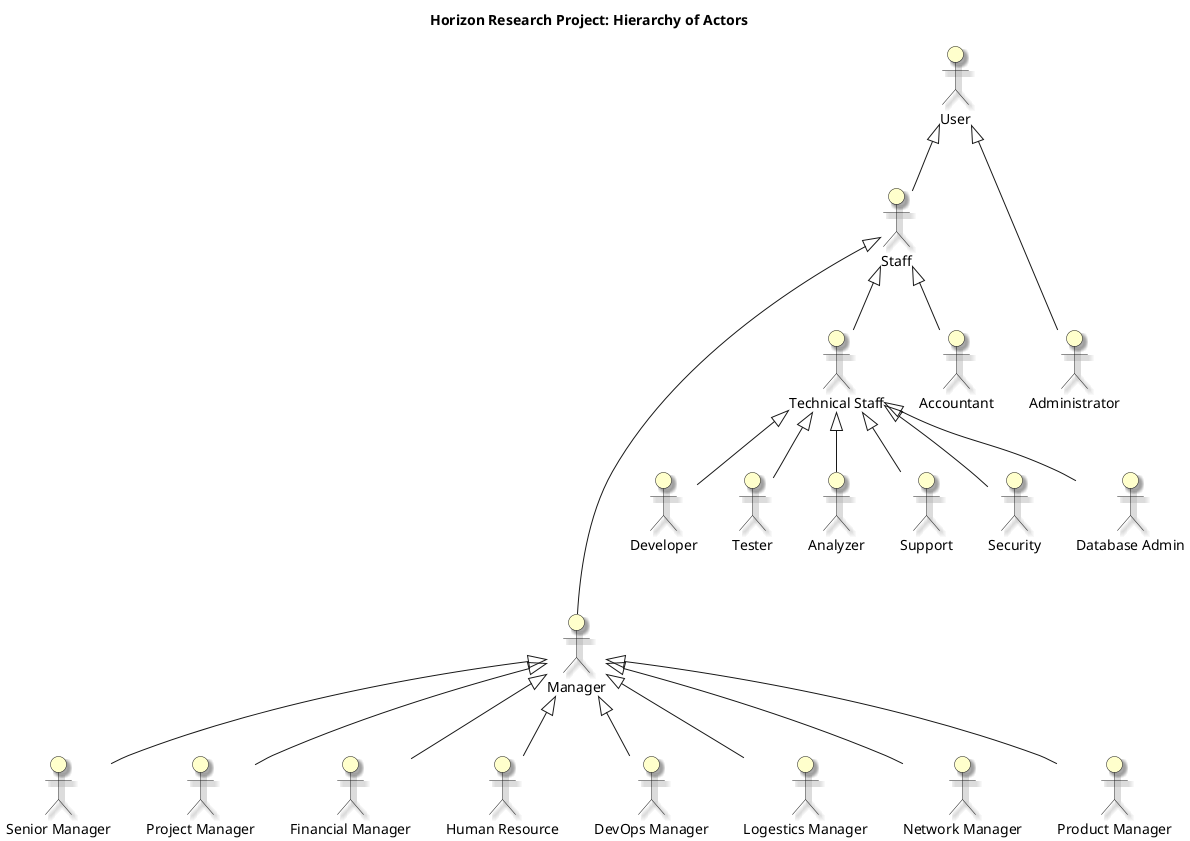 Horizon Research Project: Hierarchy of Actors
User
Staff
Technical Staff
Accountant
Administrator
Developer
Tester
Analyzer
Support
Security
Database Admin
Manager
Senior Manager
Project Manager
Financial Manager
Human Resource
DevOps Manager
Logestics Manager
Network Manager
Product Manager